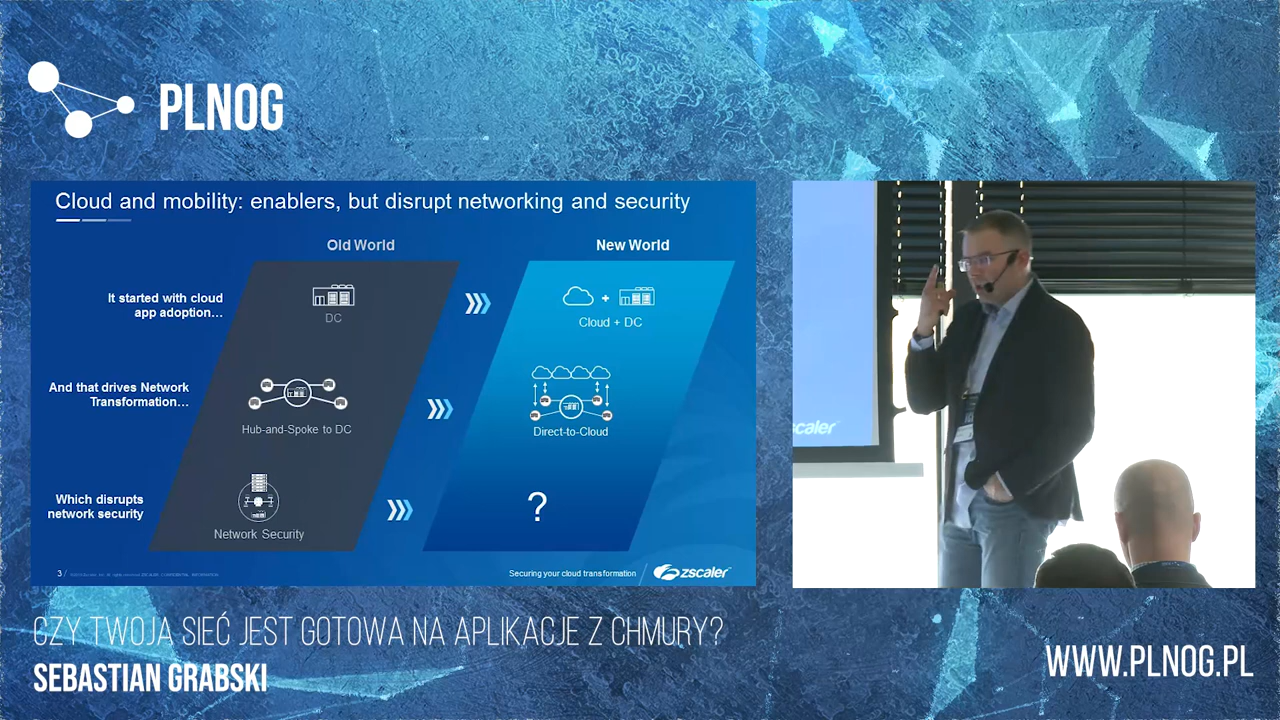 PLNOG
Cloud and mobility: enablers, but disrupt networking and security
Old World
New World
It started with cloud
app adoption…
DC
+
Cloud + DC
And that drives Network
Transformation…
Hub-and-Spoke to DC
Direct-to-Cloud
Which disrupts
network security
Network Security
?
3 /
Securing your cloud transformation
zscaler
zscaler
CZY TWOJA SIEĆ JEST GOTOWA NA APLIKACJE Z CHMURY?
SEBASTIAN GRABSKI
WWW.PLNOG.PL